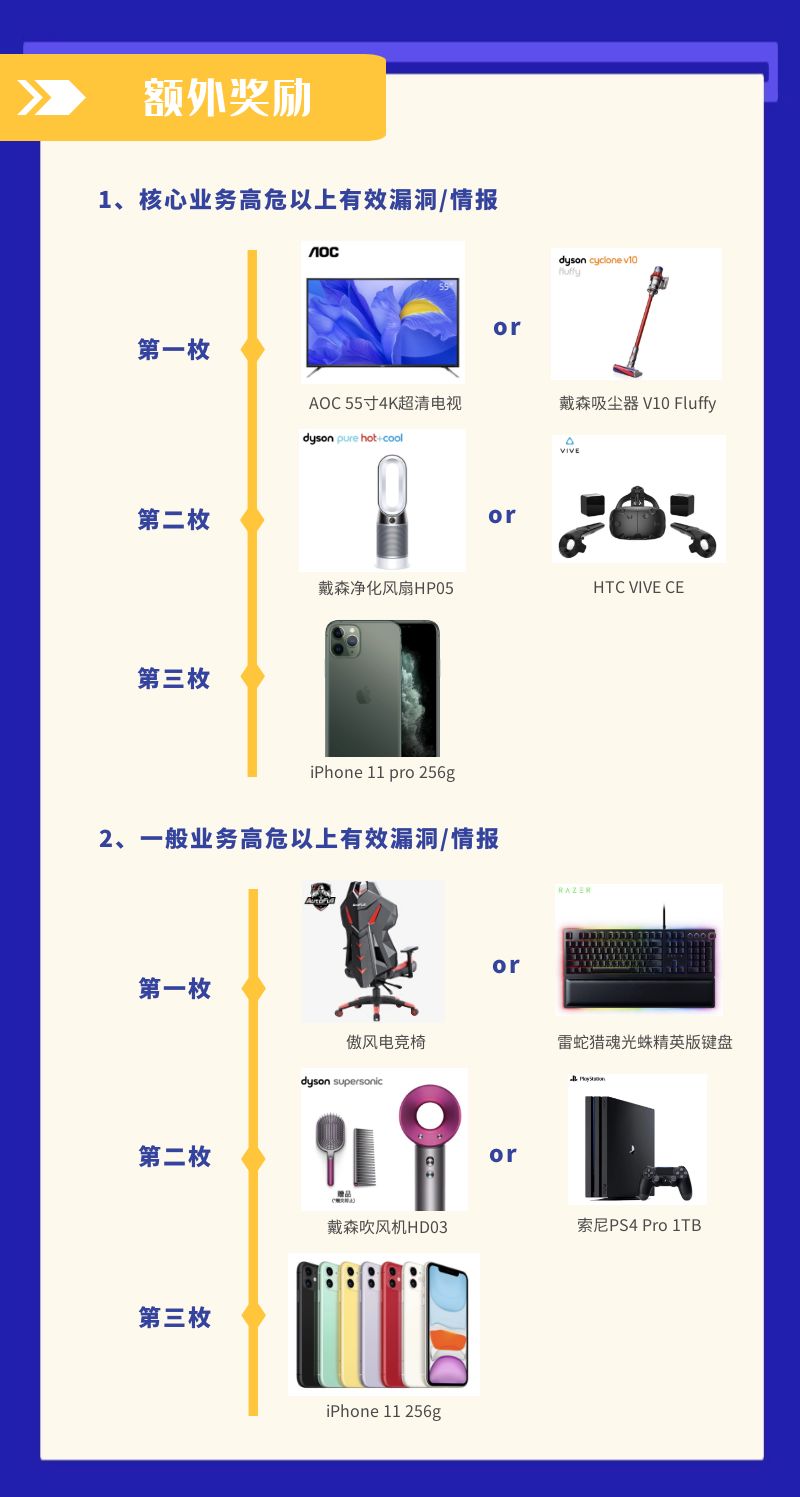 额外奖励
1、核心业务高危以上有效漏洞/情报
第一枚
AOC
55"
or
dyson cyclone v10
fluffy
AOC 55寸4K超清电视
戴森吸尘器 V10 Fluffy
第二枚
dyson pure hot+cool
or
VIVE
戴森净化风扇HP05
HTC VIVE CE
第三枚
iPhone 11 pro 256g
2、一般业务高危以上有效漏洞/情报
第一枚
AutoFull
or
RAZER
傲风电竞椅
雷蛇猎魂光蛛精英版键盘
第二枚
dyson supersonic
赠品
(*赠完即止)
or
PlayStation
戴森吹风机HD03
索尼PS4 Pro 1TB
第三枚
iPhone 11 256g